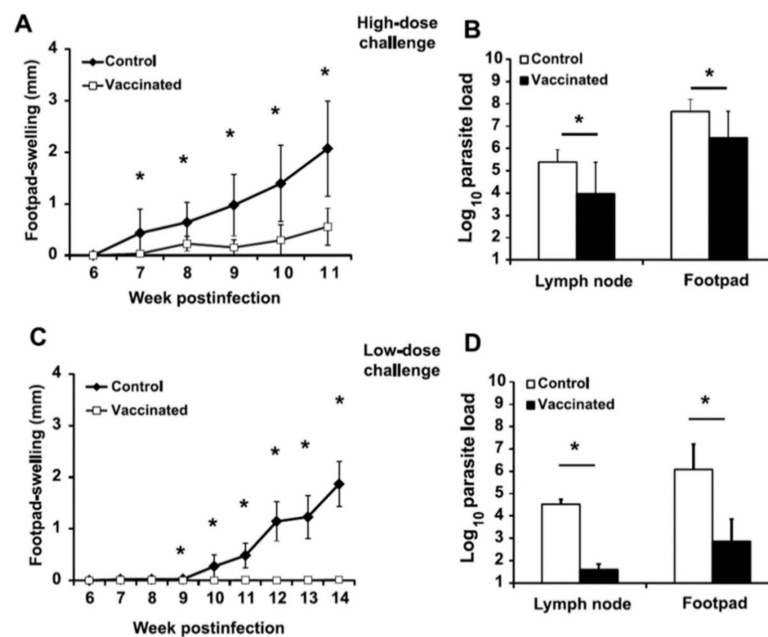 A
High-dose
challenge
Control
Vaccinated
Footpad-swelling (mm)
4
3
2
1
0
* * * * *
6 7 8 9 10 11
Week postinfection
B
Control
Vaccinated
Log10 parasite load
10
9
8
7
6
5
4
3
2
1
*
*
Lymph node Footpad
C
Low-dose
challenge
Control
Vaccinated
Footpad-swelling (mm)
4
3
2
1
0
* * * * * *
6 7 8 9 10 11 12 13 14
Week postinfection
D
Control
Vaccinated
Log10 parasite load
10
9
8
7
6
5
4
3
2
1
*
*
Lymph node Footpad